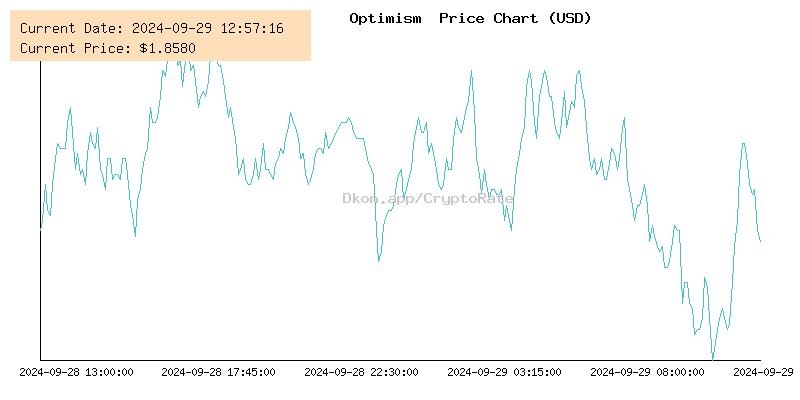 Optimism Price Chart (USD)
Current Date: 2024-09-29 12:57:16
Current Price: $1.8580
Dkon.app/CryptoRate
2024-09-28 13:00:00 2024-09-28 17:45:00 2024-09-28 22:30:00 2024-09-29 03:15:00 2024-09-29 08:00:00 2024-09-29